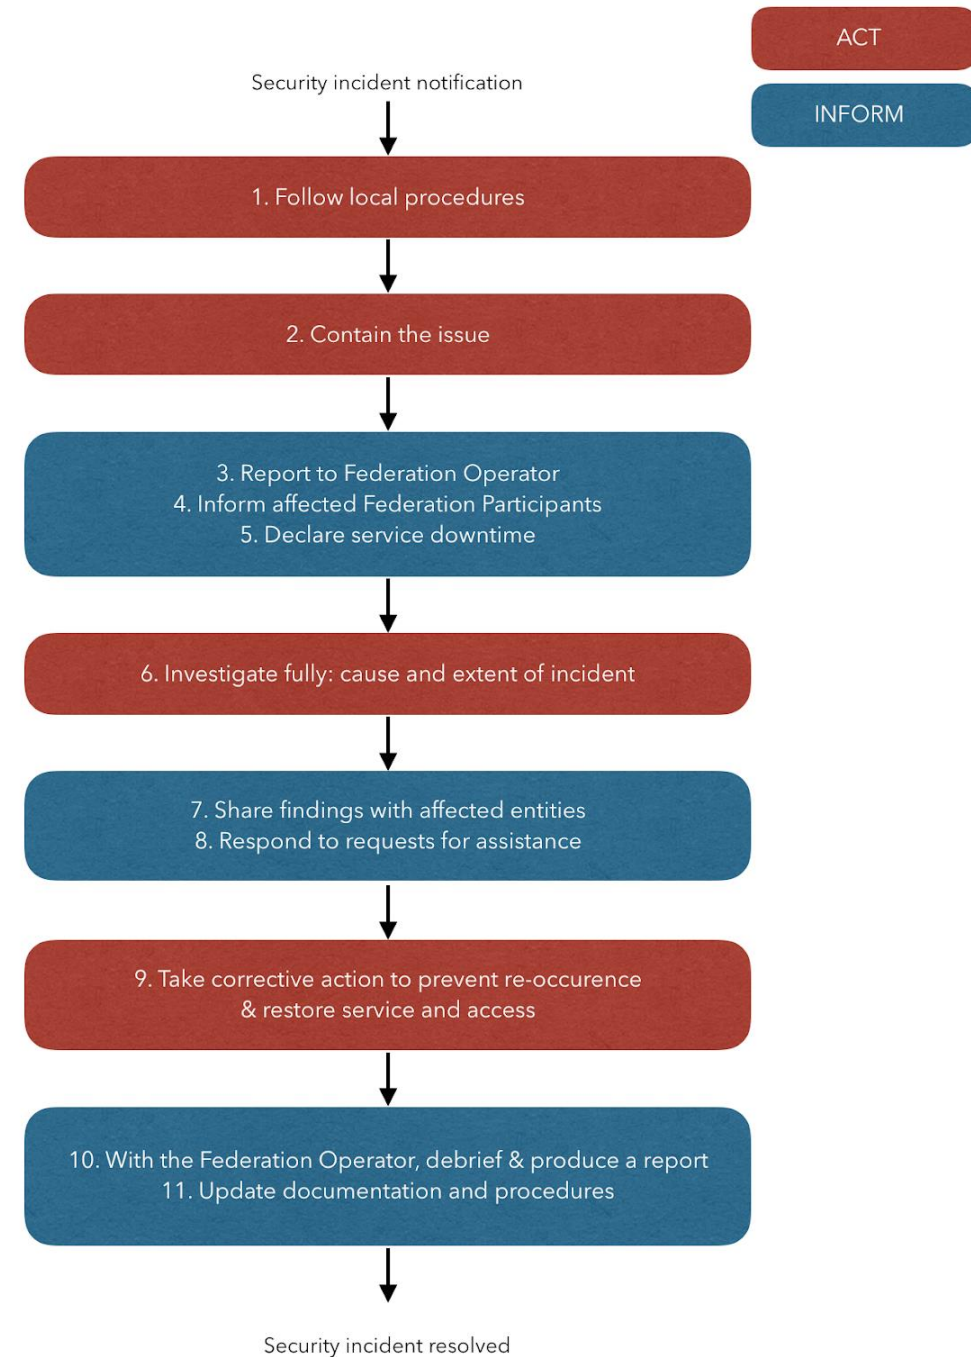 ACT
INFORM
Security incident notification
1. Follow local procedures
2. Contain the issue
3. Report to Federation Operator
4. Inform affected Federation Participants
5. Declare service downtime
6. Investigate fully: cause and extent of incident
7. Share findings with affected entities
8. Respond to requests for assistance
9. Take corrective action to prevent re-occurence
& restore service and access
10. With the Federation Operator, debrief & produce a report
11. Update documentation and procedures
Security incident resolved